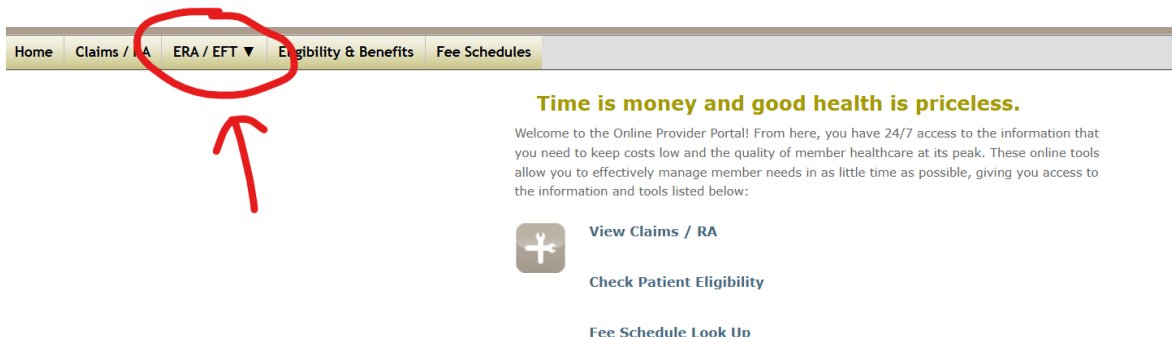 Home Claims / RA ERA / EFT ▼ Eligibility & Benefits Fee Schedules
Time is money and good health is priceless.
Welcome to the Online Provider Portal! From here, you have 24/7 access to the information that
you need to keep costs low and the quality of member healthcare at its peak. These online tools
allow you to effectively manage member needs in as little time as possible, giving you access to
the information and tools listed below:
View Claims / RA
Check Patient Eligibility
Fee Schedule Look Up